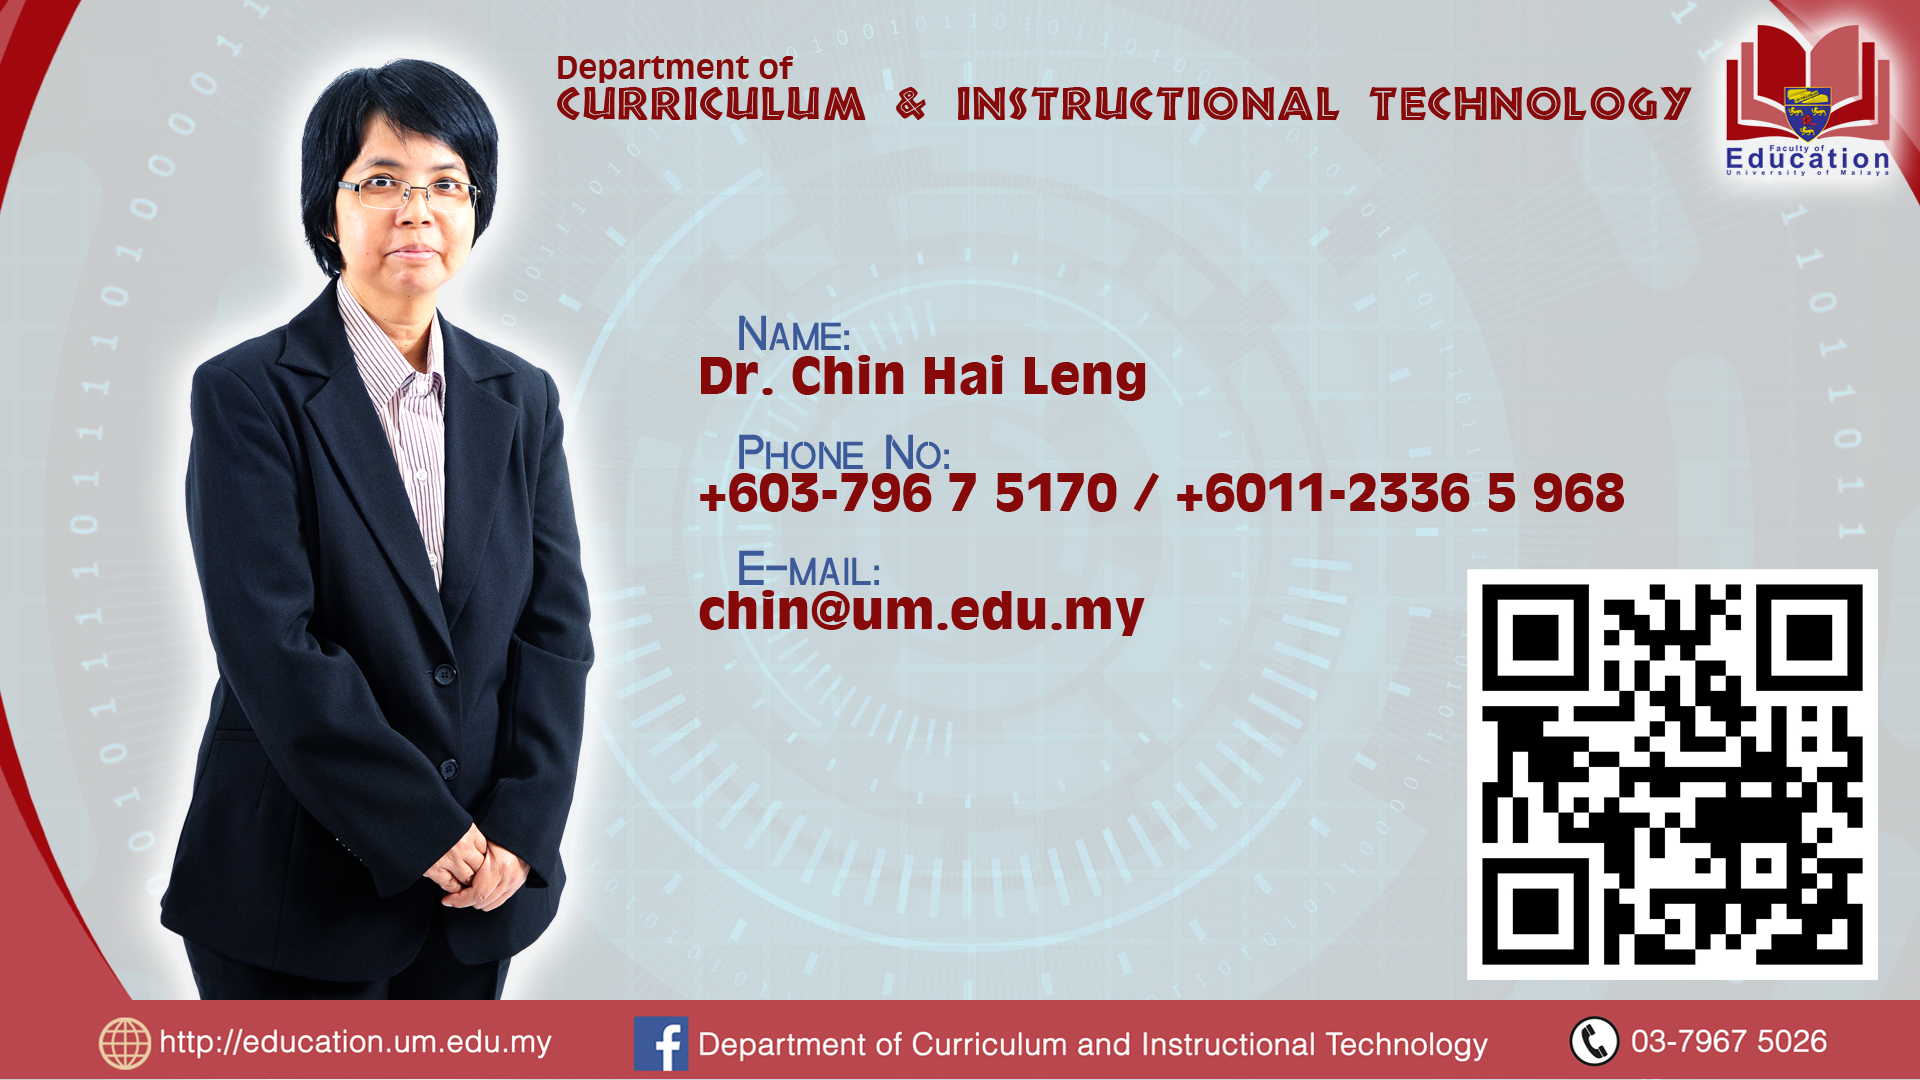 Department of
CURRICULUM & INSTRUCTIONAL TECHNOLOGY
Faculty of
Education
University of Malaya
Name:
Dr. Chin Hai Leng
Phone No:
+603-796 7 5170 / +6011-2336 5 968
E-mail:
chin@um.edu.my
http://education.um.edu.my
Department of Curriculum and Instructional Technology
03-7967 5026